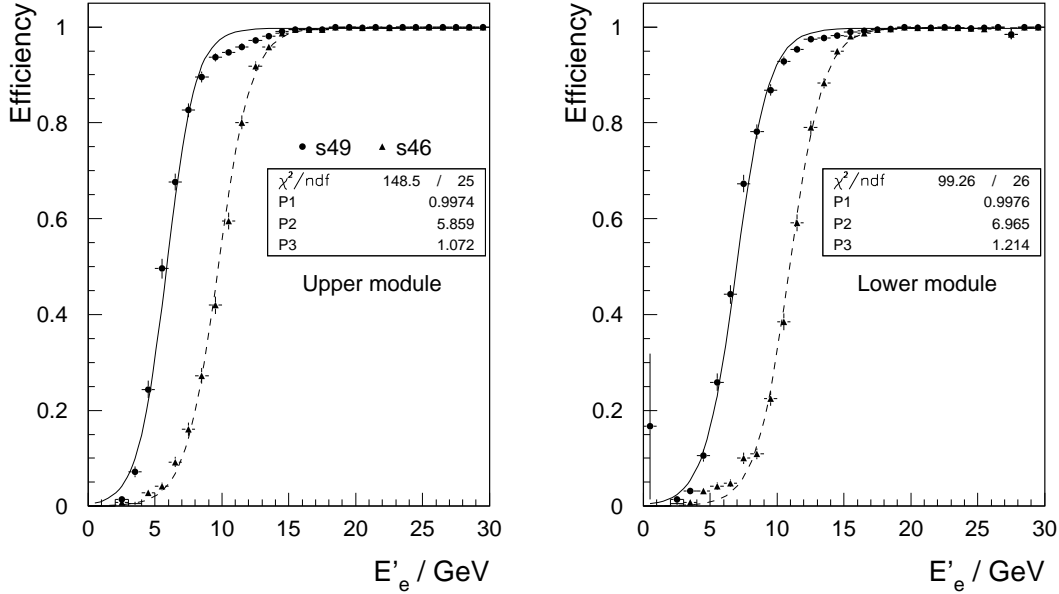 Efficiency
1
0.8
0.6
0.4
0.2
0
● s49 ▲ s46
χ²/ndf 148.5 / 25
P1 0.9974
P2 5.859
P3 1.072
Upper module
0 5 10 15 20 25 30
E'e / GeV
Efficiency
1
0.8
0.6
0.4
0.2
0
χ²/ndf 99.26 / 26
P1 0.9976
P2 6.965
P3 1.214
Lower module
0 5 10 15 20 25 30
E'e / GeV